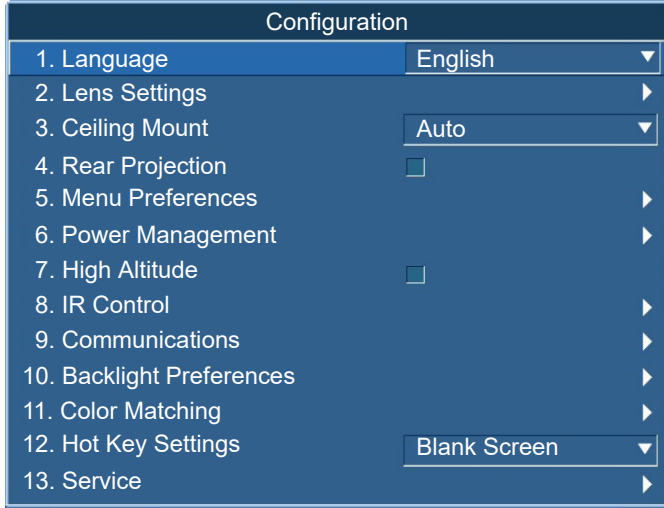 Configuration
1. Language English
2. Lens Settings
3. Ceiling Mount Auto
4. Rear Projection
5. Menu Preferences
6. Power Management
7. High Altitude
8. IR Control
9. Communications
10. Backlight Preferences
11. Color Matching
12. Hot Key Settings Blank Screen
13. Service